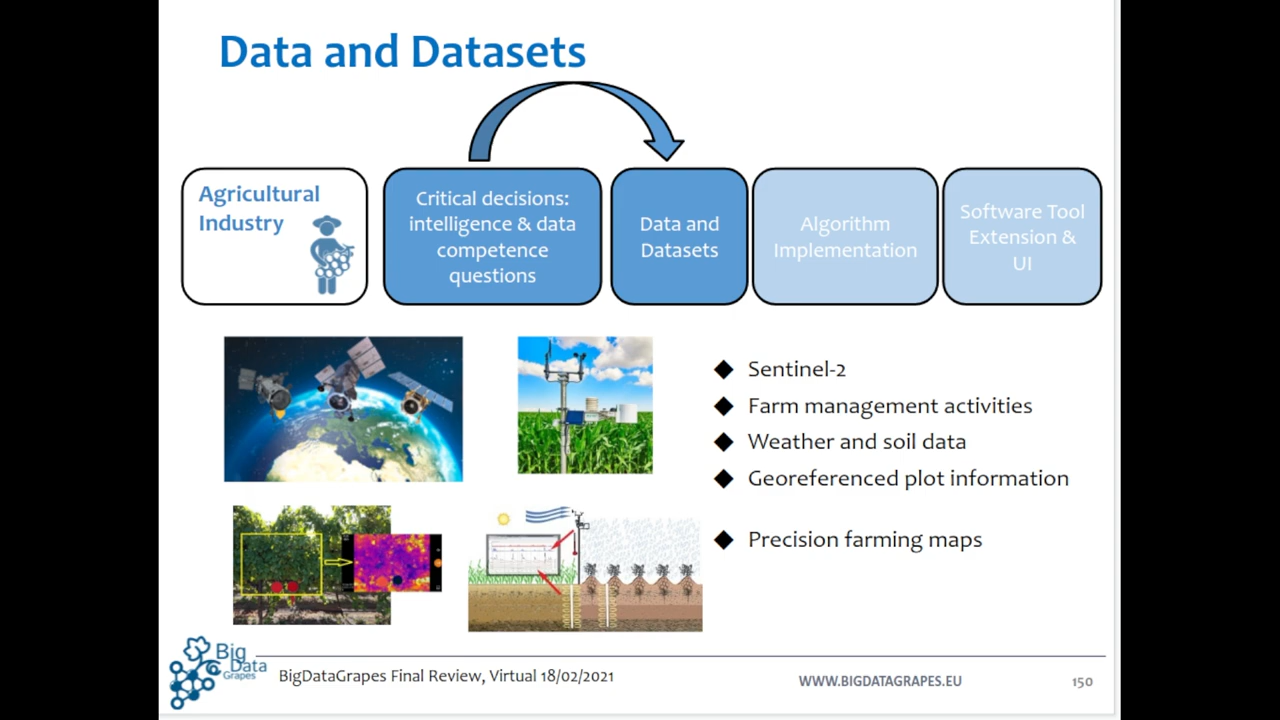 Data and Datasets
Agricultural
Industry
Critical decisions:
intelligence & data
competence
questions
Data and
Datasets
Algorithm
Implementation
Software Tool
Extension &
UI
Sentinel-2
Farm management activities
Weather and soil data
Georeferenced plot information
Precision farming maps
Big
Data
Grapes
BigDataGrapes Final Review, Virtual 18/02/2021
WWW.BIGDATAGRAPES.EU
150